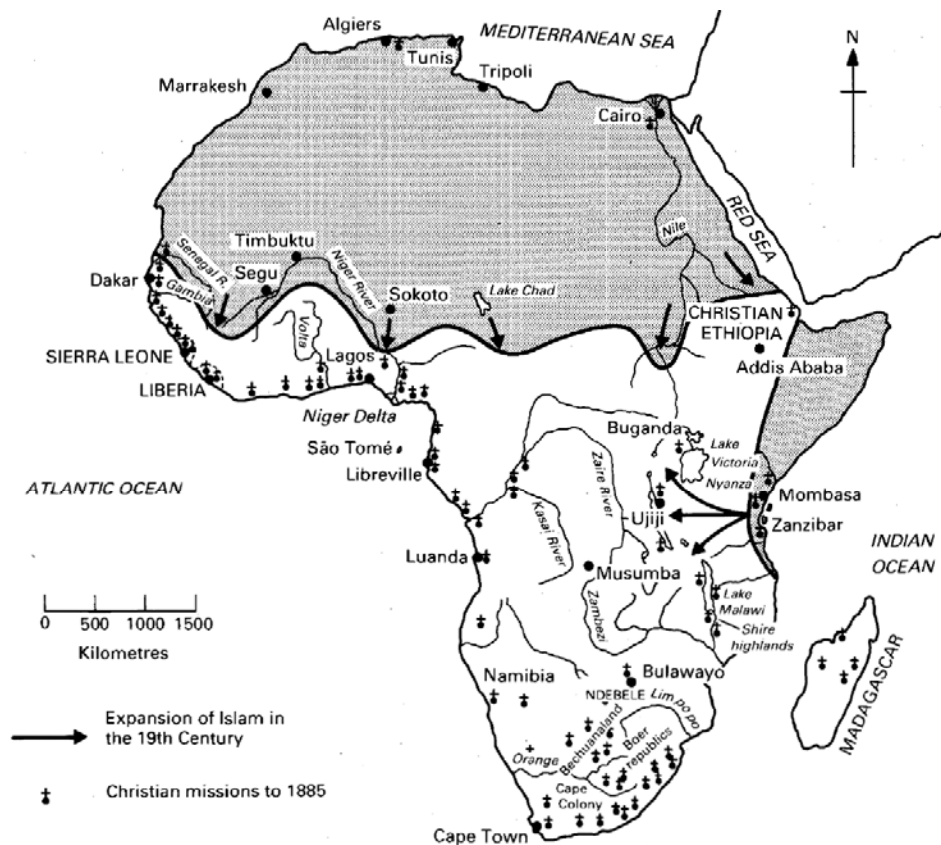 Algiers
MEDITERRANEAN SEA
N
Tunis
Marrakesh
Tripoli
Cairo
RED SEA
Nile
Senegal R.
Timbuktu
Niger River
Dakar
Gambia
Segu
Sokoto
Lake Chad
CHRISTIAN
ETHIOPIA
Volta
SIERRA LEONE
Lagos
Addis Ababa
LIBERIA
Niger Delta
Buganda
Lake
Victoria
Nyanza
São Tomé
Libreville
Zaire River
ATLANTIC OCEAN
Kasai River
Mombasa
Ujiji
Zanzibar
INDIAN
OCEAN
Luanda
Musumba
Lake
Malawi
Zambezi
Shire
highlands
0 500 1000 1500
Kilometres
MADAGASCAR
Namibia
Bulawayo
NDEBELE
Lim po po
Bechuanaland
Boer
republics
Orange
Cape
Colony
Cape Town
Expansion of Islam in
the 19th Century
Christian missions to 1885